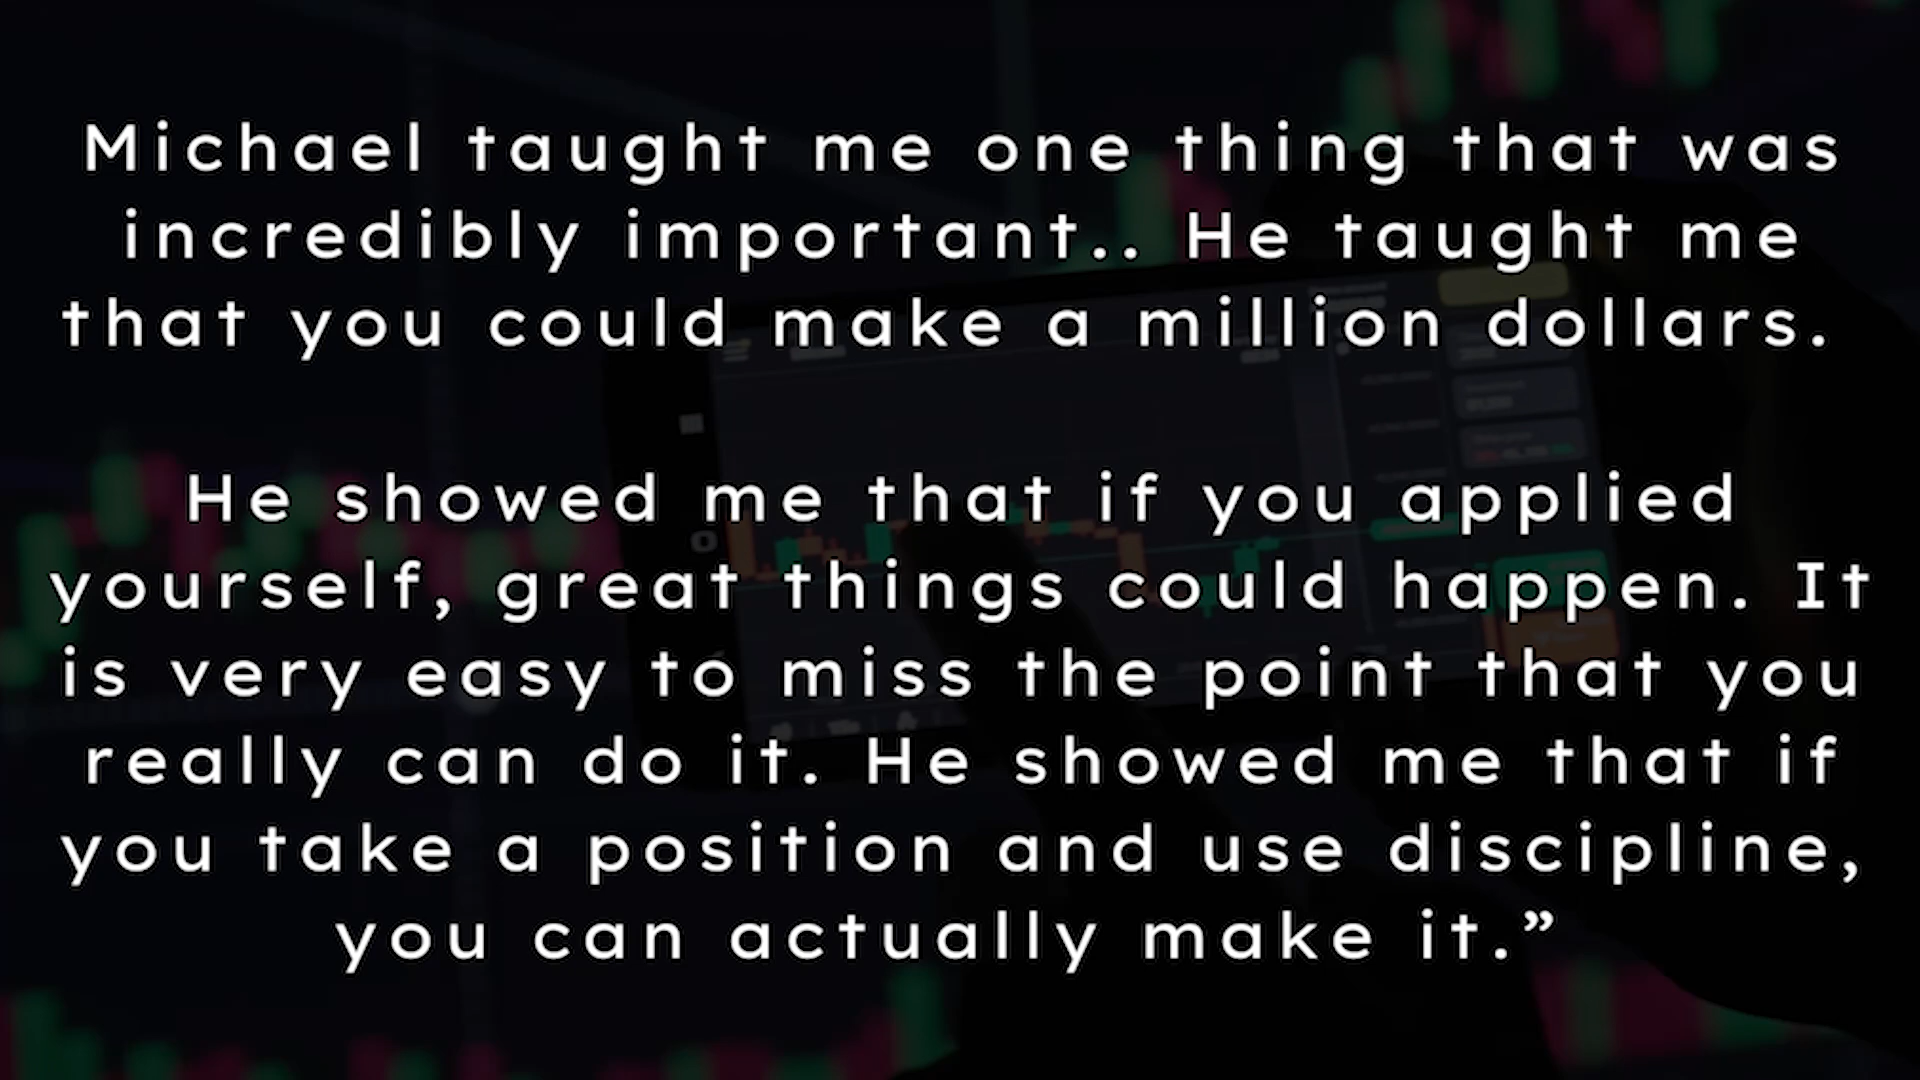 Michael taught me one thing that was
incredibly important.. He taught me
that you could make a million dollars.
He showed me that if you applied
yourself, great things could happen. It
is very easy to miss the point that you
really can do it. He showed me that if
you take a position and use discipline,
you can actually make it.”